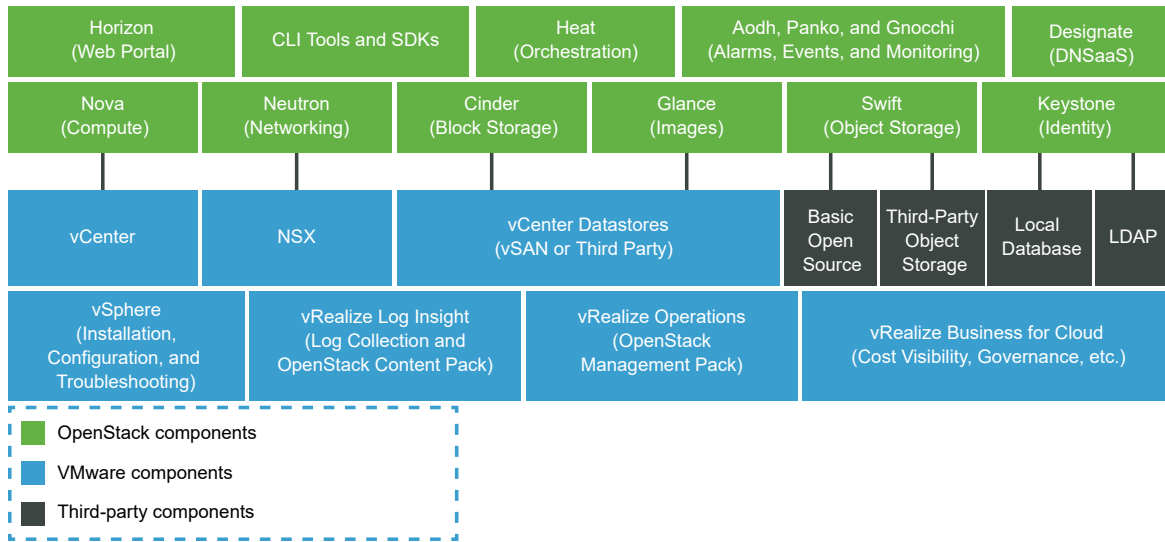 Horizon
(Web Portal)
CLI Tools and SDKs
Heat
(Orchestration)
Aodh, Panko, and Gnocchi
(Alarms, Events, and Monitoring)
Designate
(DNSaaS)
Nova
(Compute)
Neutron
(Networking)
Cinder
(Block Storage)
Glance
(Images)
Swift
(Object Storage)
Keystone
(Identity)
vCenter
NSX
vCenter Datastores
(vSAN or Third Party)
Basic
Open
Source
Third-Party
Object
Storage
Local
Database
LDAP
vSphere
(Installation,
Configuration, and
Troubleshooting)
vRealize Log Insight
(Log Collection and
OpenStack Content Pack)
vRealize Operations
(OpenStack
Management Pack)
vRealize Business for Cloud
(Cost Visibility, Governance, etc.)
OpenStack components
VMware components
Third-party components